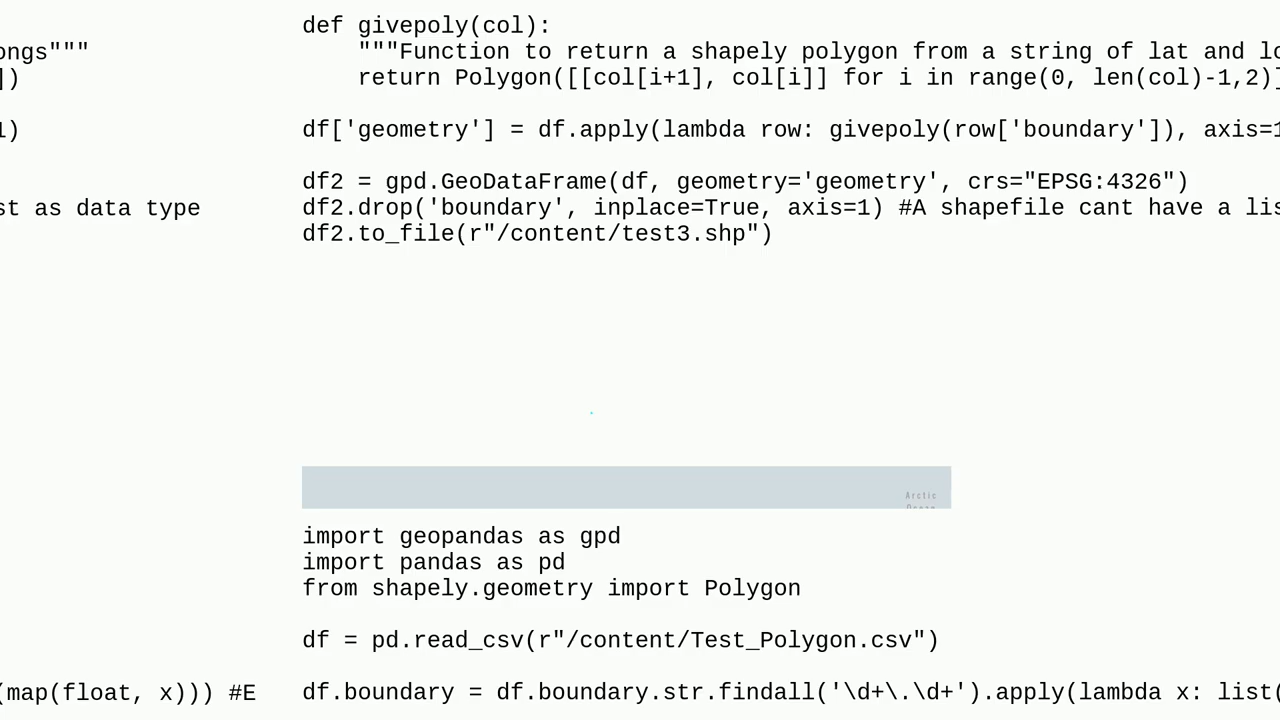 def givepoly(col):
ongs"""
"""Function to return a shapely polygon from a string of lat and lo
])
return Polygon([[col[i+1], col[i]] for i in range(0, len(col)-1,2)]
1)
df['geometry'] = df.apply(lambda row: givepoly(row['boundary']), axis=1
df2 = gpd.GeoDataFrame(df, geometry='geometry', crs="EPSG:4326")
st as data type
df2.drop('boundary', inplace=True, axis=1) #A shapefile cant have a lis
df2.to_file(r"/content/test3.shp")
Arctic
import geopandas as gpd
import pandas as pd
from shapely.geometry import Polygon
df = pd.read_csv(r"/content/Test_Polygon.csv")
(map(float, x))) #E
df.boundary = df.boundary.str.findall('\d+\.\d+').apply(lambda x: list(